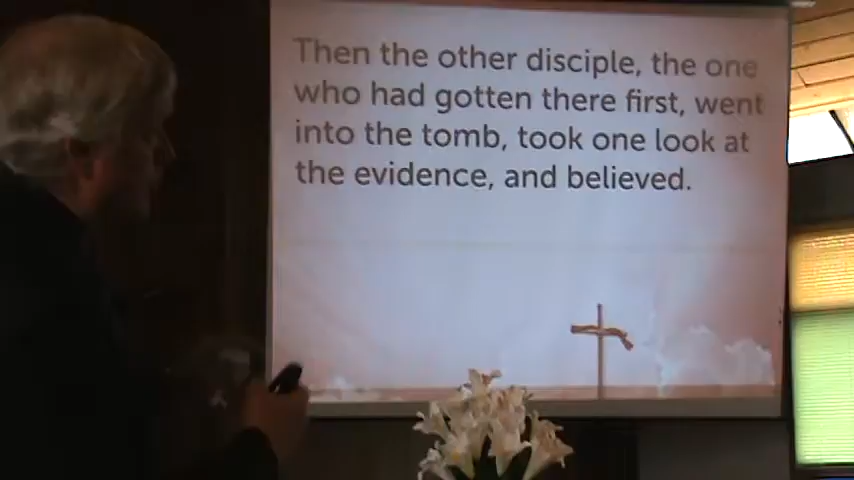 Then the other disciple, the one
who had gotten there first, went
into the tomb, took one look at
the evidence, and believed.